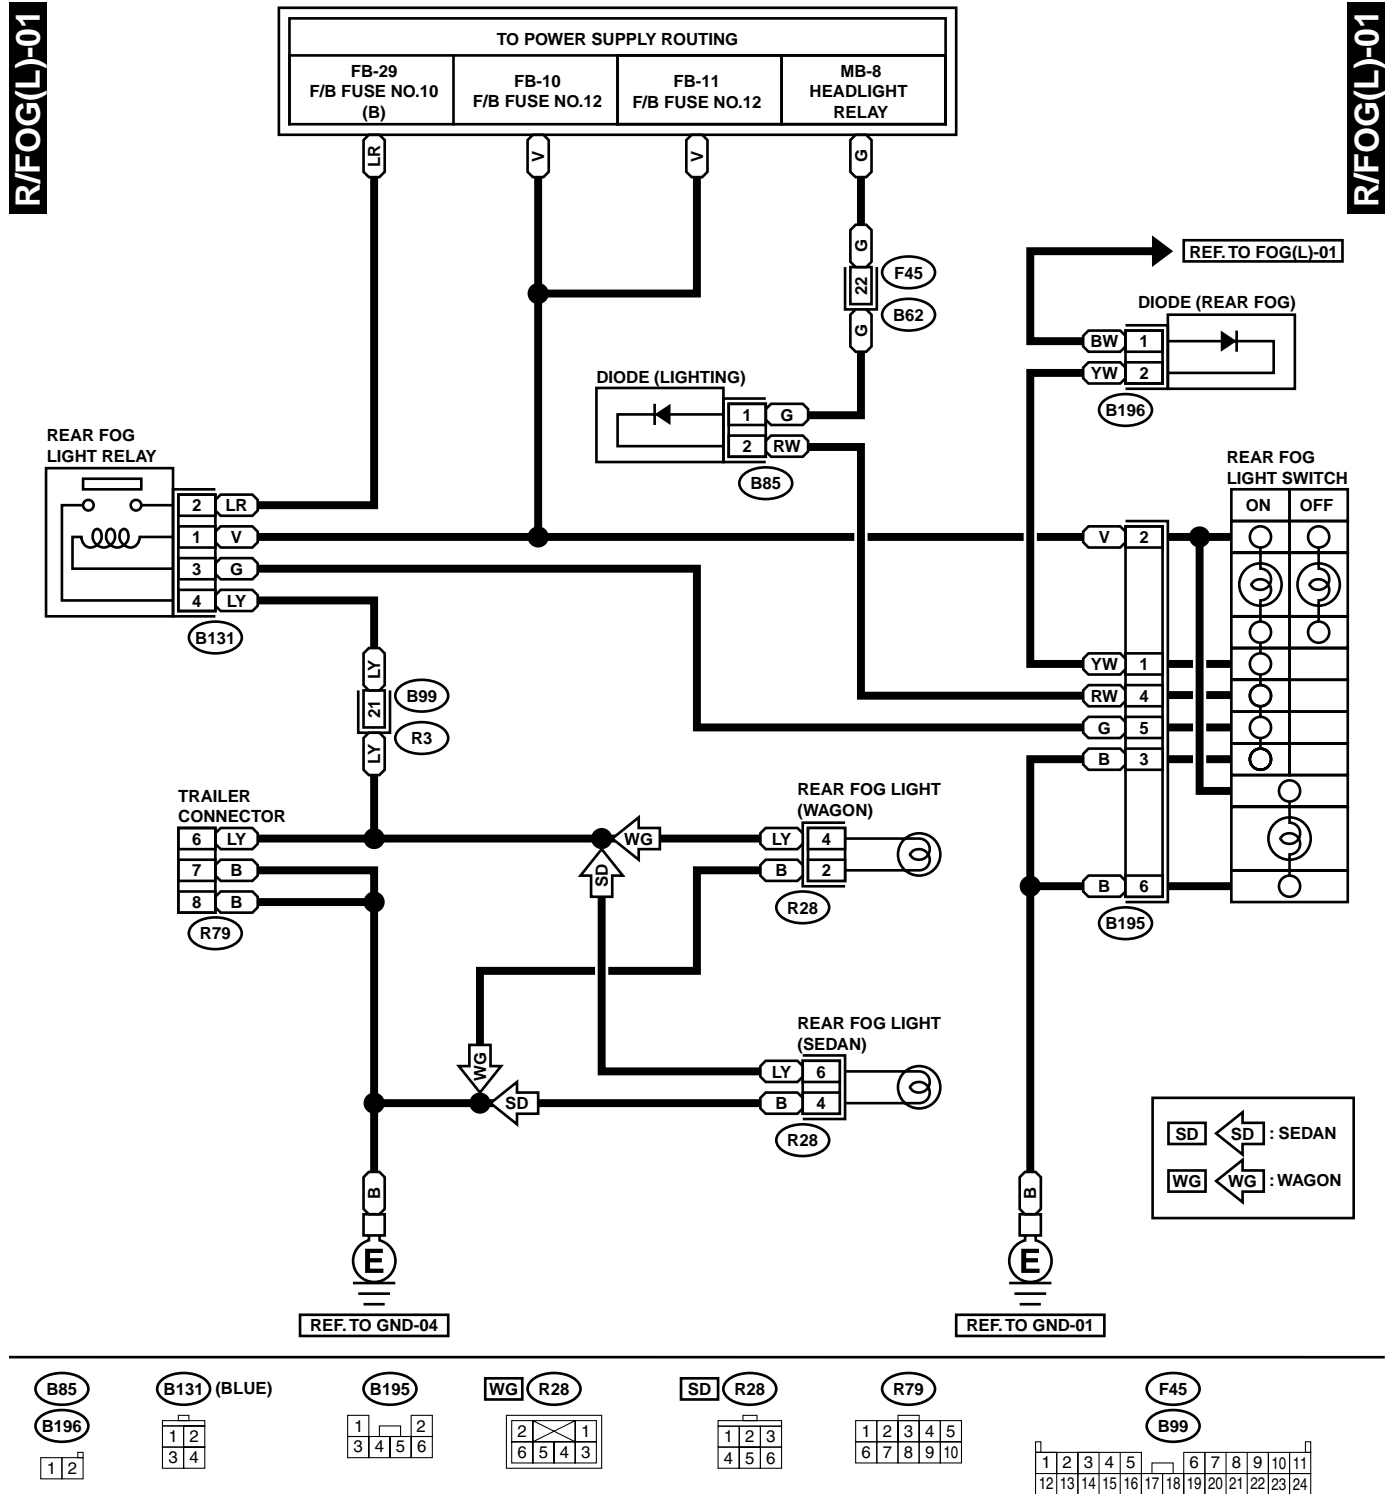 R/FOG(L)-01
R/FOG(L)-01
TO POWER SUPPLY ROUTING
FB-29
F/B FUSE NO.10
(B)
FB-10
F/B FUSE NO.12
FB-11
F/B FUSE NO.12
MB-8
HEADLIGHT
RELAY
LR
V
V
G
G
22
G
F45
B62
REF. TO FOG(L)-01
DIODE (REAR FOG)
BW 1
YW 2
B196
DIODE (LIGHTING)
1 G
2 RW
B85
REAR FOG
LIGHT RELAY
2 LR
1 V
3 G
4 LY
B131
REAR FOG
LIGHT SWITCH
ON OFF
V 2
YW 1
RW 4
G 5
B 3
B 6
B195
LY
21
LY
B99
R3
TRAILER
CONNECTOR
6 LY
7 B
8 B
R79
WG
SD
REAR FOG LIGHT
(WAGON)
LY 4
B 2
R28
WG
SD
REAR FOG LIGHT
(SEDAN)
LY 6
B 4
R28
SD SD : SEDAN
WG WG : WAGON
B
E
REF. TO GND-04
B
E
REF. TO GND-01
B85
B196
1 2
B131 (BLUE)
1 2
3 4
B195
1 2
3 4 5 6
WG R28
2 1
6 5 4 3
SD R28
1 2 3
4 5 6
R79
1 2 3 4 5
6 7 8 9 10
F45
B99
1 2 3 4 5 6 7 8 9 10 11
12 13 14 15 16 17 18 19 20 21 22 23 24